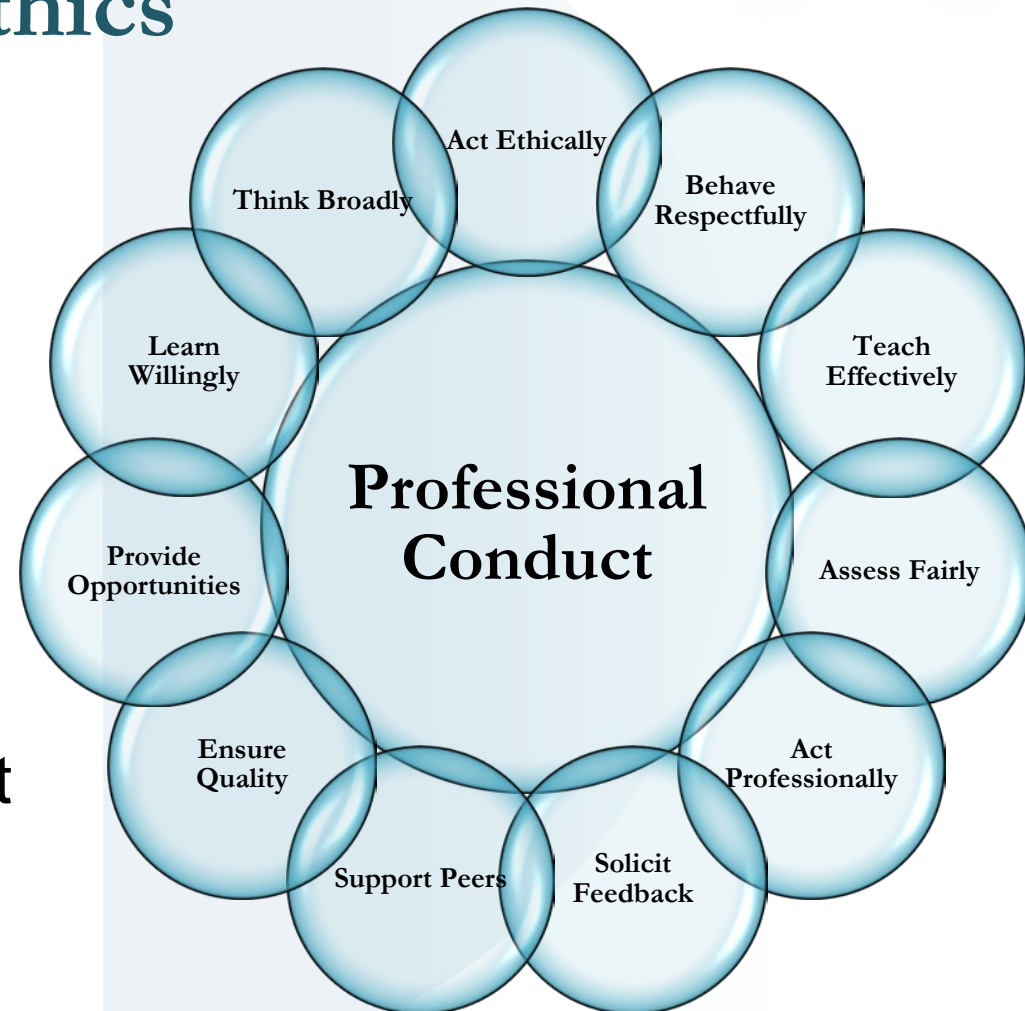 thics
Act Ethically
Behave
Respectfully
Teach
Effectively
Assess Fairly
Act
Professionally
Solicit
Feedback
Support Peers
Ensure
Quality
Provide
Opportunities
Learn
Willingly
Think Broadly
Professional
Conduct
t